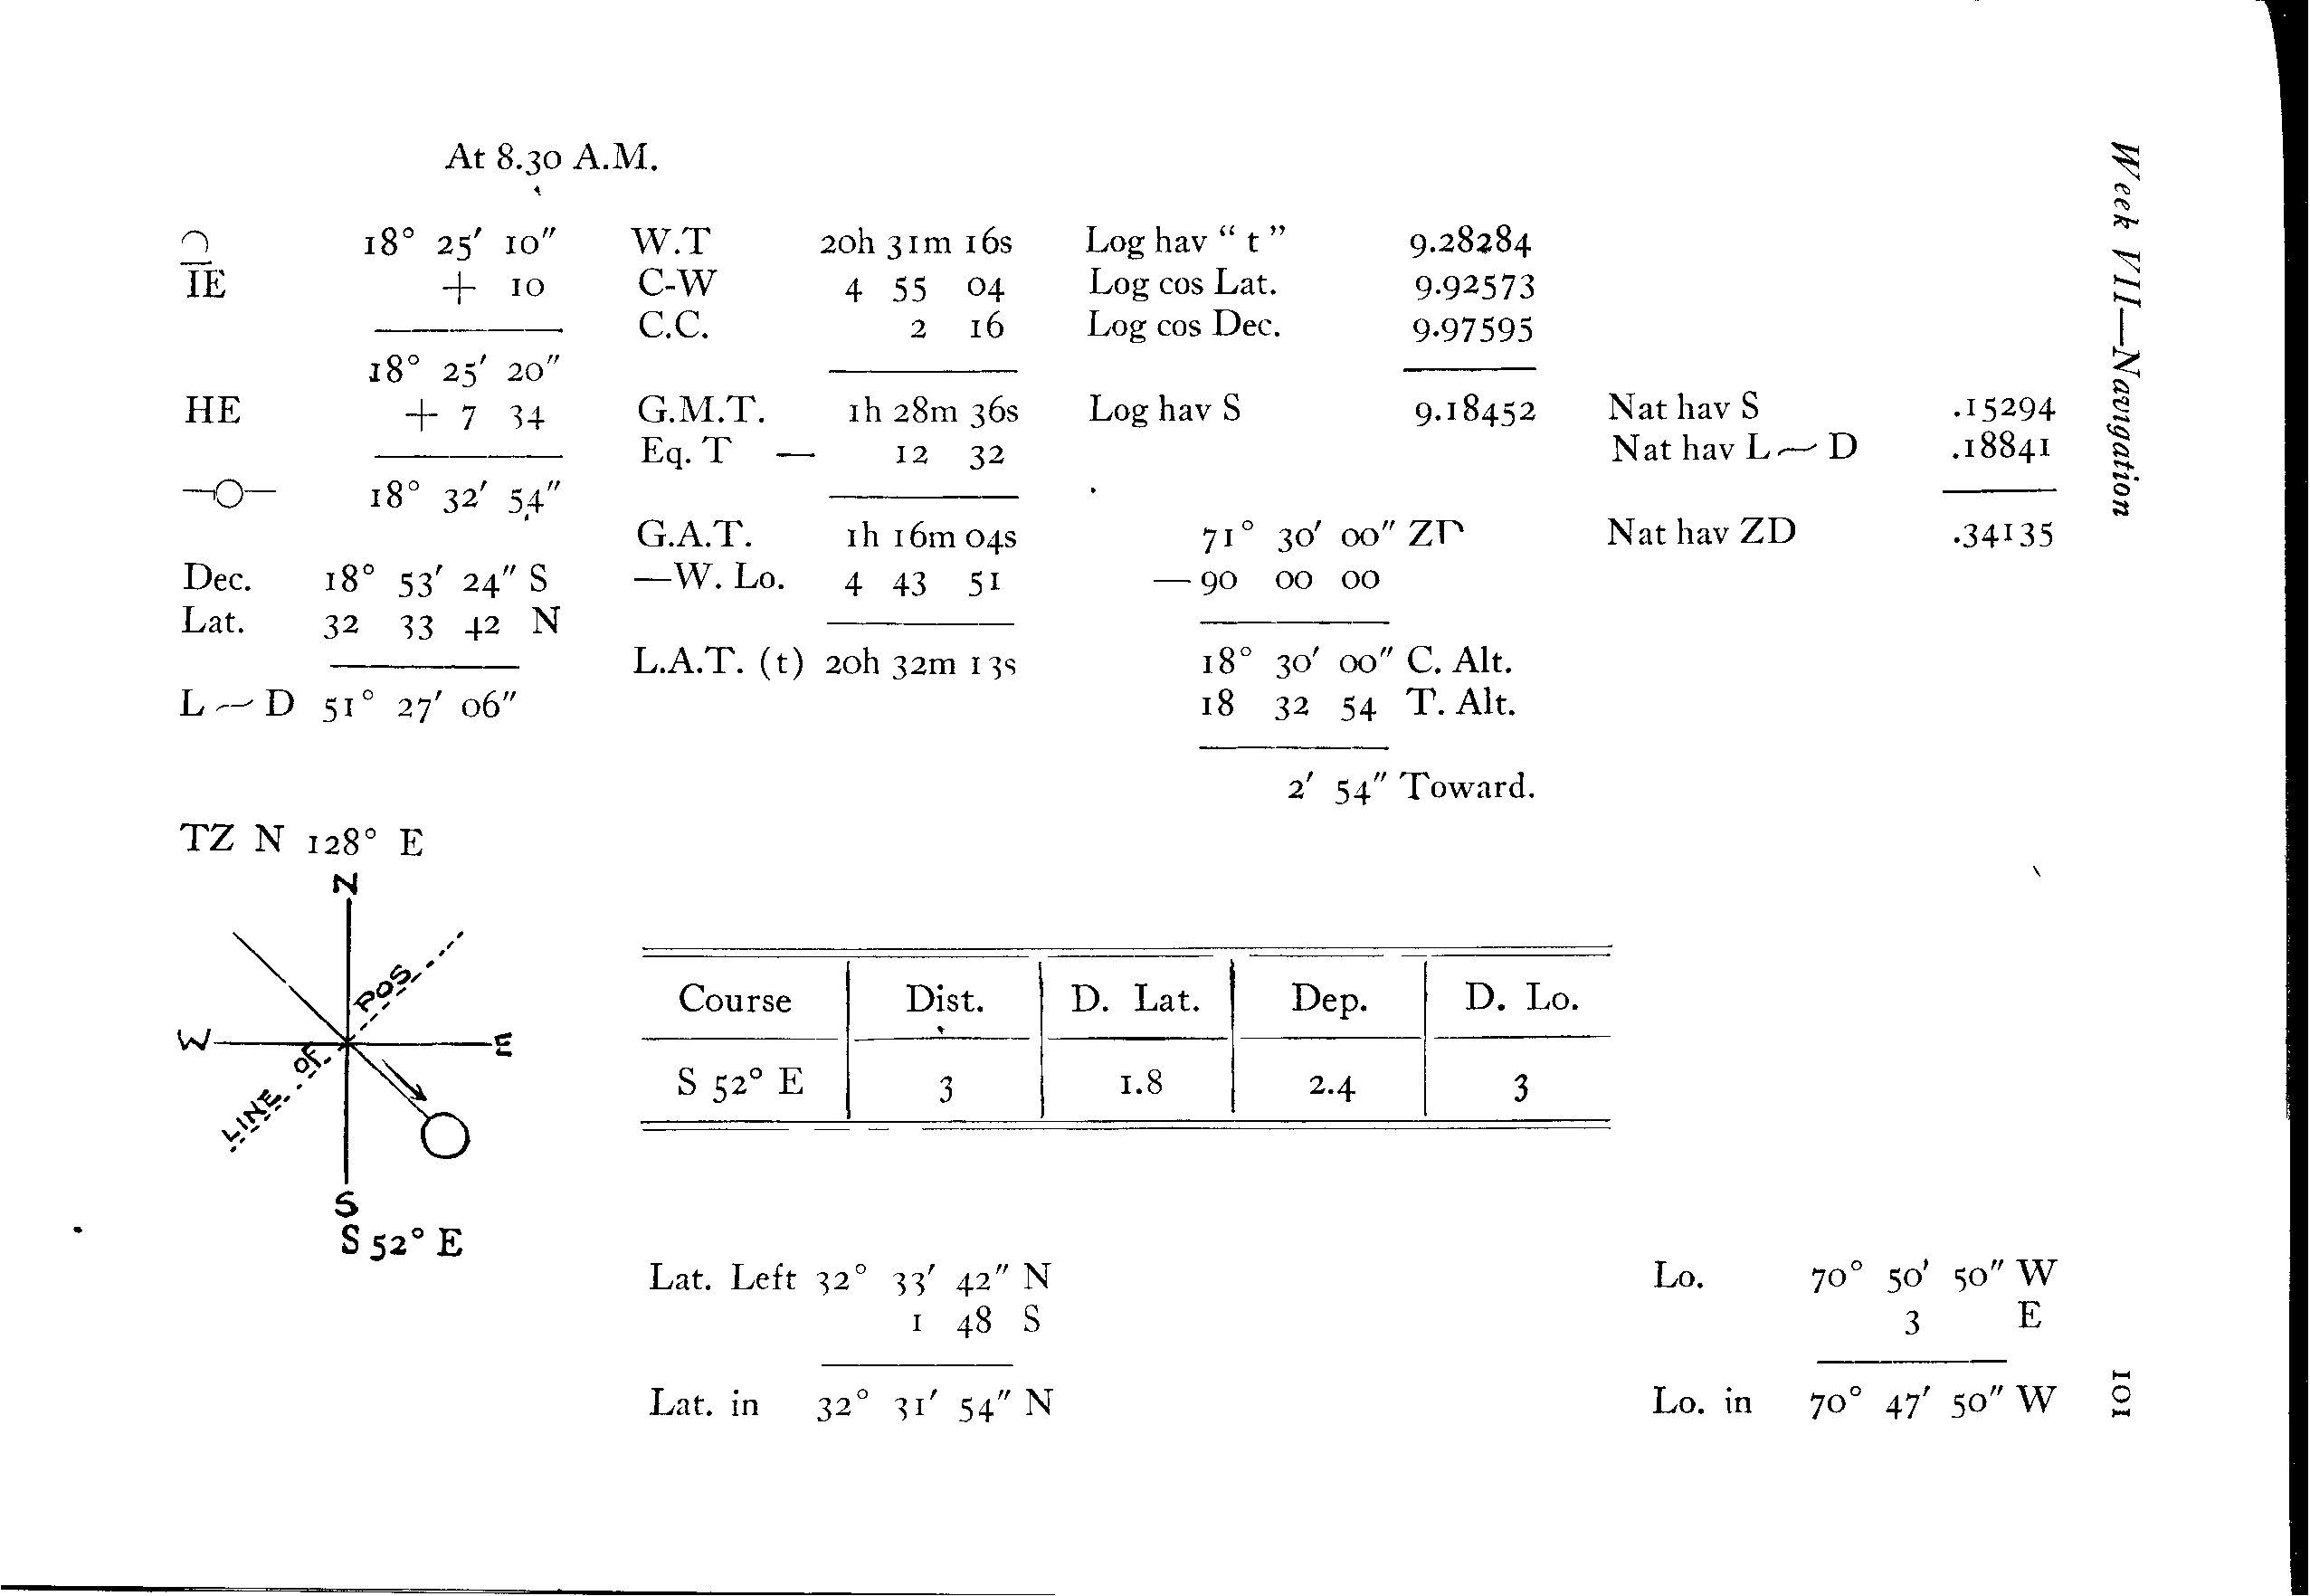 Week VII—Navigation
At 8.30 A.M.
18° 25′ 10″
IE + 10
18° 25′ 20″
HE + 7 34
18° 32′ 54″
Dec. 18° 53′ 24″ S
Lat. 32 33 42 N
L ~ D 51° 27′ 06″
W.T 20h 31m 16s
C-W 4 55 04
C.C. 2 16
G.M.T. 1h 28m 36s
Eq. T — 12 32
G.A.T. 1h 16m 04s
—W. Lo. 4 43 51
L.A.T. (t) 20h 32m 13s
Log hav “ t ” 9.28284
Log cos Lat. 9.92573
Log cos Dec. 9.97595
Log hav S 9.18452
Nat hav S .15294
Nat hav L ~ D .18841
Nat hav ZD .34135
71° 30′ 00″ ZD
— 90 00 00
18° 30′ 00″ C. Alt.
18 32 54 T. Alt.
2′ 54″ Toward.
TZ N 128° E
N
W
E
LINE OF POS
S
S 52° E
Course Dist. D. Lat. Dep. D. Lo.
S 52° E 3 1.8 2.4 3
Lat. Left 32° 33′ 42″ N
1 48 S
Lat. in 32° 31′ 54″ N
Lo. 70° 50′ 50″ W
3 E
Lo. in 70° 47′ 50″ W
101